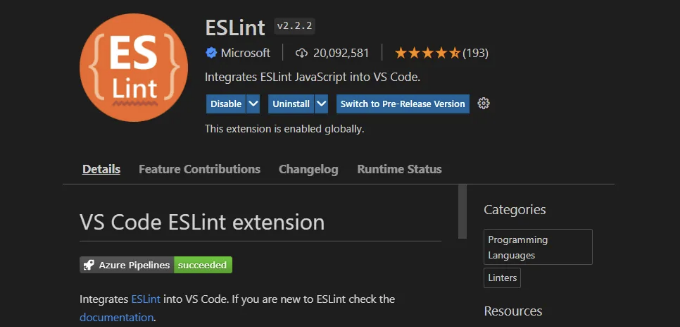 {ES
Lint}
ESLint v2.2.2
Microsoft 20,092,581 (193)
Integrates ESLint JavaScript into VS Code.
Disable Uninstall Switch to Pre-Release Version
This extension is enabled globally.
Details Feature Contributions Changelog Runtime Status
VS Code ESLint extension
Azure Pipelines succeeded
Integrates ESLint into VS Code. If you are new to ESLint check the
documentation.
Categories
Programming
Languages
Linters
Resources